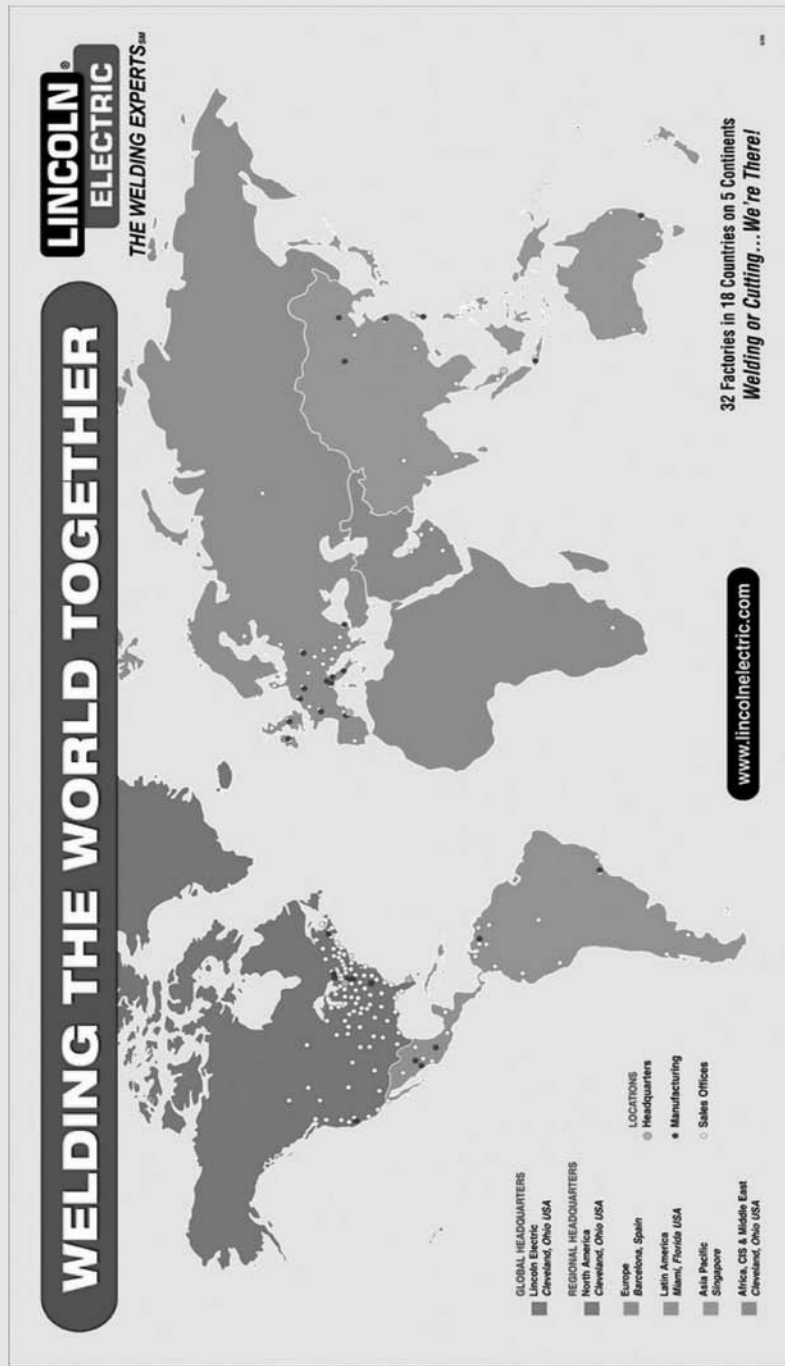 WELDING THE WORLD TOGETHER
LINCOLN ®
ELECTRIC
THE WELDING EXPERTS SM
GLOBAL HEADQUARTERS
Lincoln Electric
Cleveland, Ohio USA
REGIONAL HEADQUARTERS
North America
Cleveland, Ohio USA
Europe
Barcelona, Spain
Latin America
Miami, Florida USA
Asia Pacific
Singapore
Africa, CIS & Middle East
Cleveland, Ohio USA
LOCATIONS
Headquarters
Manufacturing
Sales Offices
www.lincolnelectric.com
32 Factories in 18 Countries on 5 Continents
Welding or Cutting... We're There!